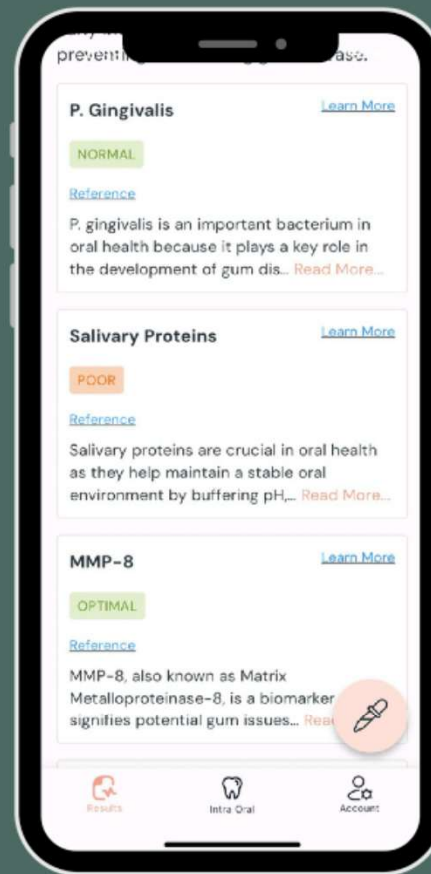 P. Gingivalis
Learn More
NORMAL
Reference
P. gingivalis is an important bacterium in
oral health because it plays a key role in
the development of gum dis... Read More...
Salivary Proteins
Learn More
POOR
Reference
Salivary proteins are crucial in oral health
as they help maintain a stable oral
environment by buffering pH,... Read More...
MMP-8
Learn More
OPTIMAL
Reference
MMP-8, also known as Matrix
Metalloproteinase-8, is a biomarker
signifies potential gum issues...
Results
Intra Oral
Account